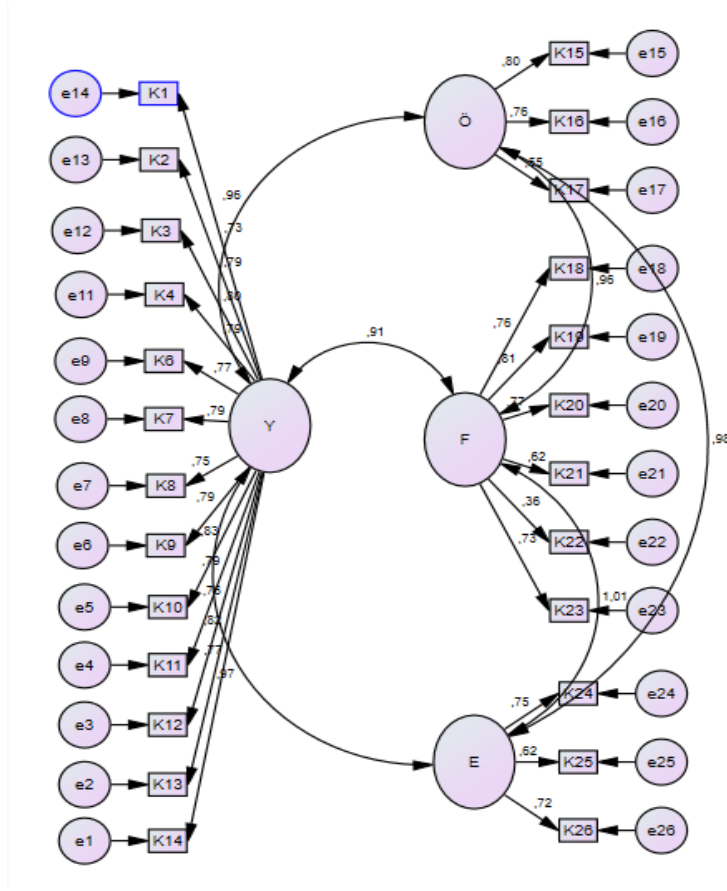 e14 K1
e13 K2
e12 K3
e11 K4
e9 K6
e8 K7
e7 K8
e6 K9
e5 K10
e4 K11
e3 K12
e2 K13
e1 K14
,96
,73
,79
,80
,79
,77
,79
,75
,79
,83
,79
,76
,82
,77
,97
Y
,91
Ö
,80 K15 e15
,76 K16 e16
,55 K17 e17
F
,96
,76 K18 e18
,81 K19 e19
,77 K20 e20
,62 K21 e21
,36 K22 e22
,73 K23 e23
,98
1,01
E
,75 K24 e24
,62 K25 e25
,72 K26 e26